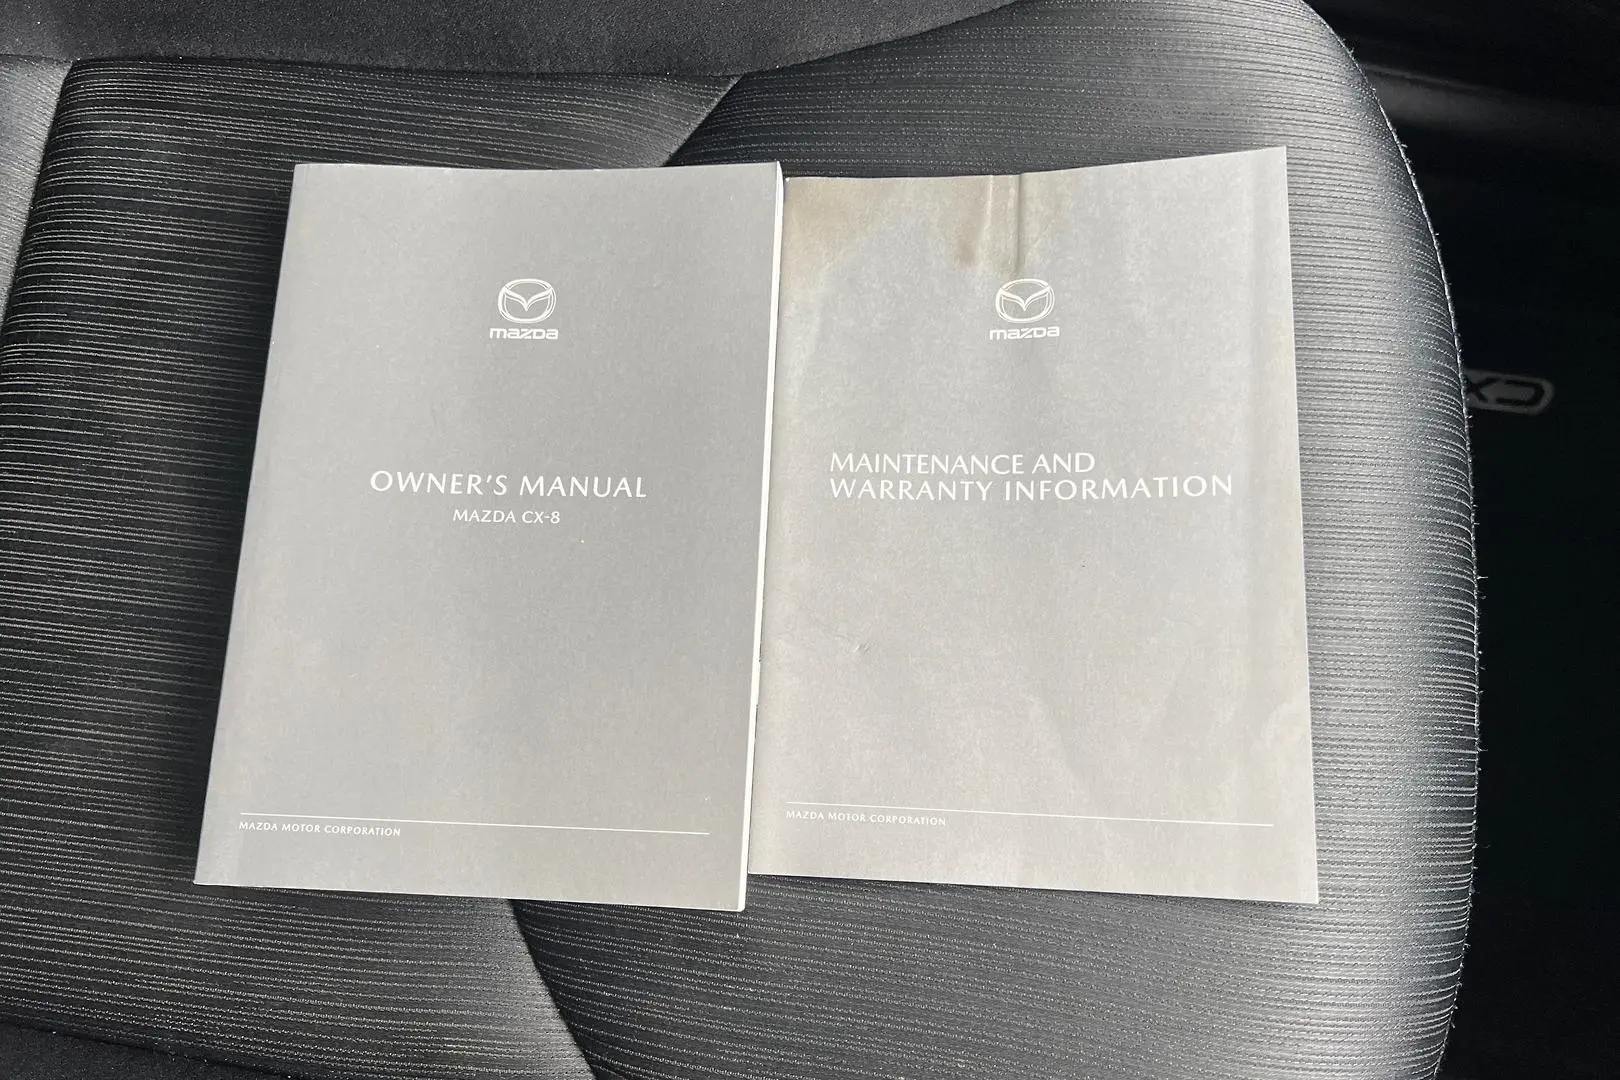 mazda
OWNER'S MANUAL
MAZDA CX-8
MAZDA MOTOR CORPORATION
mazda
MAINTENANCE AND
WARRANTY INFORMATION
MAZDA MOTOR CORPORATION